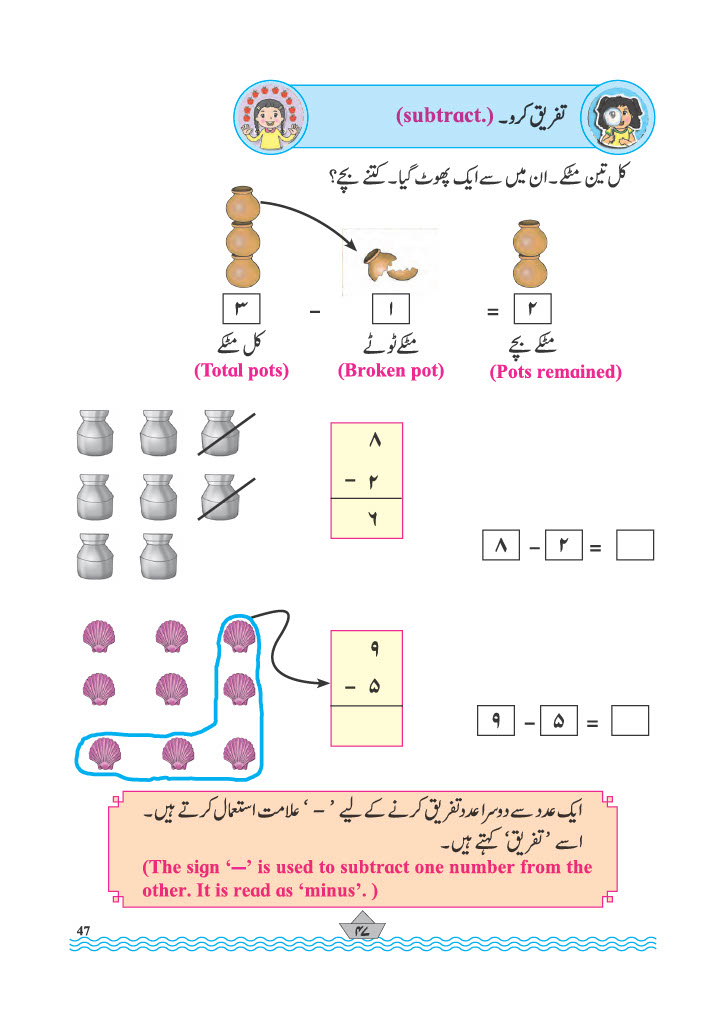 تفریق کرو۔ (subtract.)
کل تین مٹکے۔ ان میں سے ایک پھوٹ گیا۔ کتنے بچے؟
۳ – ۱ = ۲
کل مٹکے مٹکے ٹوٹے مٹکے بچے
(Total pots) (Broken pot) (Pots remained)
۸
– ۲
۶
۸ – ۲ =
۹
– ۵
۹ – ۵ =
ایک عدد سے دوسرا عدد تفریق کرنے کے لیے ’ – ‘ علامت استعمال کرتے ہیں۔
اسے ’تفریق‘ کہتے ہیں۔
(The sign ‘—’ is used to subtract one number from the
other. It is read as ‘minus’. )
47 ۴۷